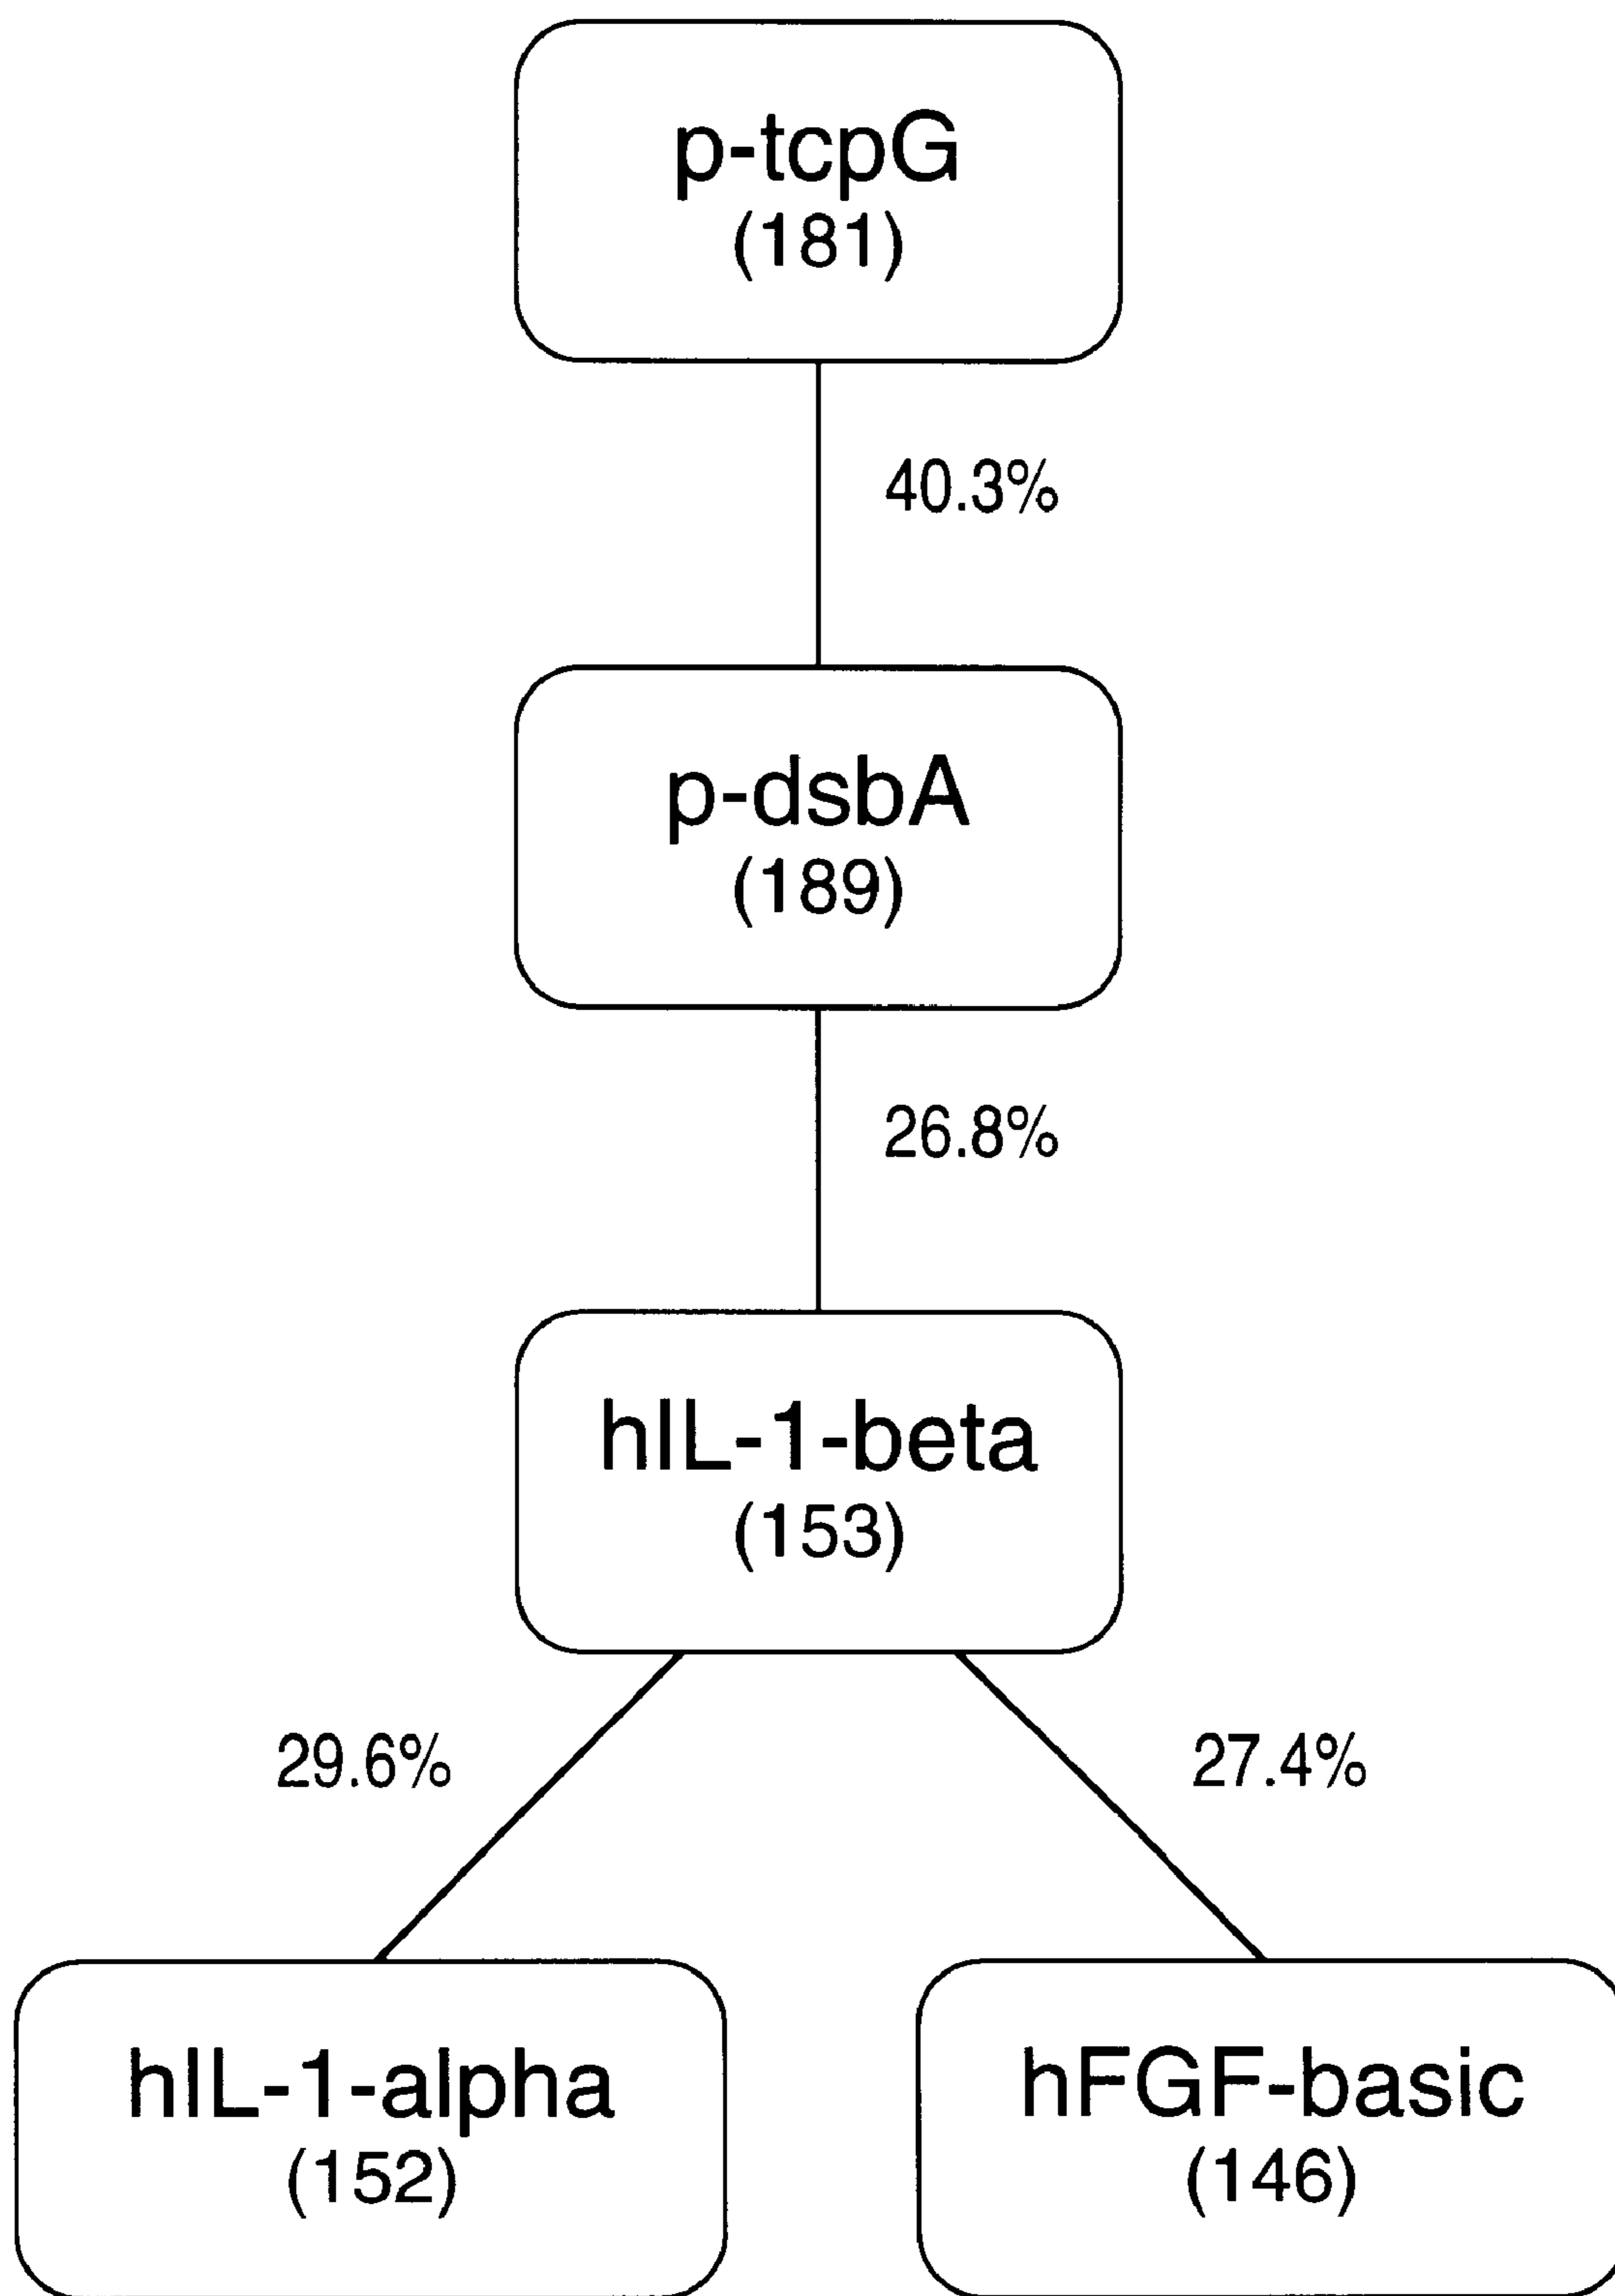 p-tcpG
(181)
40.3%
p-dsbA
(189)
26.8%
hIL-1-beta
(153)
29.6%
27.4%
hIL-1-alpha
(152)
hFGF-basic
(146)